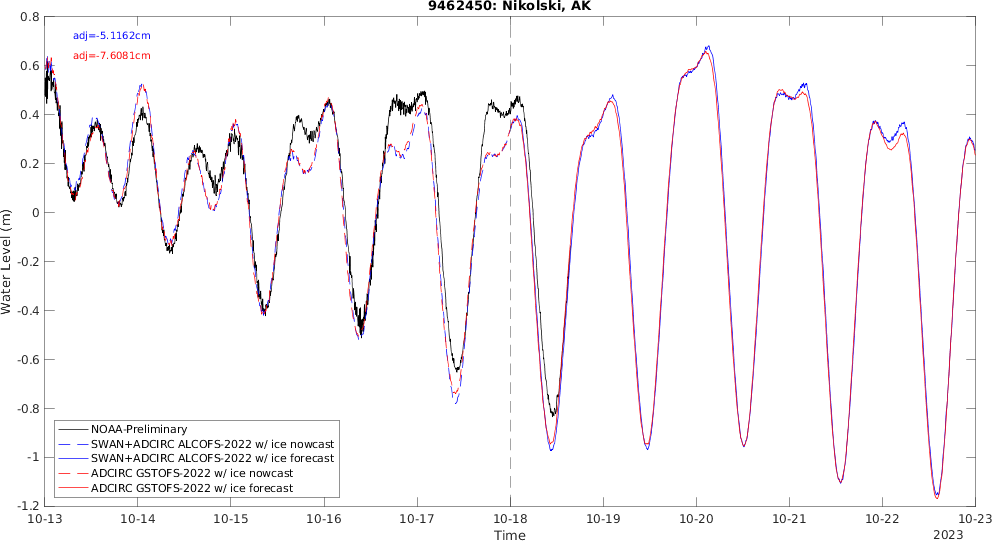 9462450: Nikolski, AK
adj=-5.1162cm
adj=-7.6081cm
Water Level (m)
0.8
0.6
0.4
0.2
0
-0.2
-0.4
-0.6
-0.8
-1
-1.2
NOAA-Preliminary
SWAN+ADCIRC ALCOFS-2022 w/ ice nowcast
SWAN+ADCIRC ALCOFS-2022 w/ ice forecast
ADCIRC GSTOFS-2022 w/ ice nowcast
ADCIRC GSTOFS-2022 w/ ice forecast
10-13 10-14 10-15 10-16 10-17 10-18 10-19 10-20 10-21 10-22 10-23
Time
2023